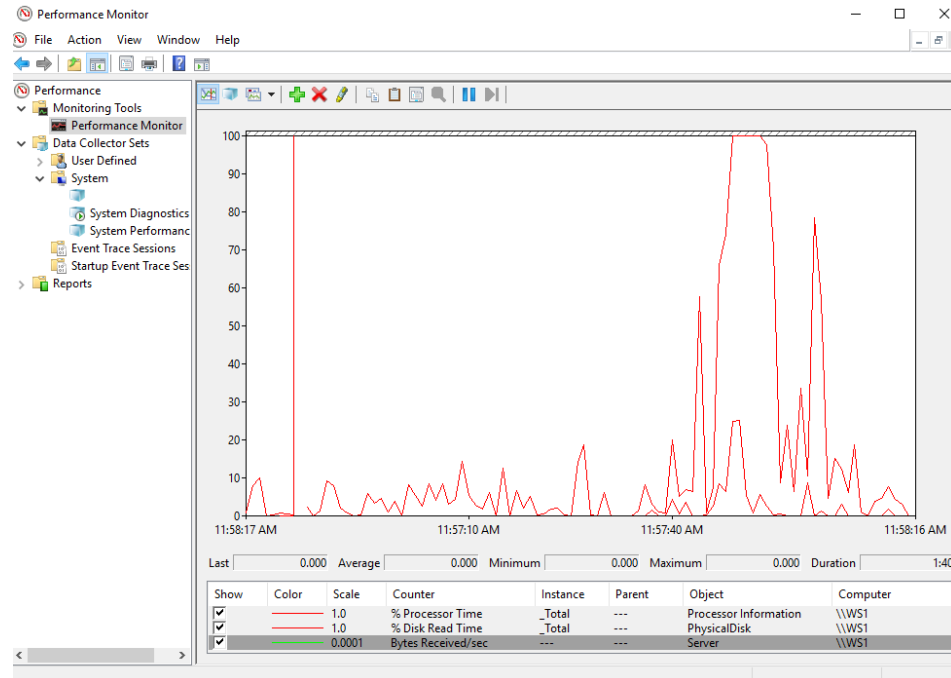 Performance Monitor
File Action View Window Help
Performance
Monitoring Tools
Performance Monitor
Data Collector Sets
User Defined
System
System Diagnostics
System Performanc
Event Trace Sessions
Startup Event Trace Ses
Reports
100
90
80
70
60
50
40
30
20
10
0
11:58:17 AM 11:57:10 AM 11:57:40 AM 11:58:16 AM
Last 0.000 Average 0.000 Minimum 0.000 Maximum 0.000 Duration 1:40
Show Color Scale Counter Instance Parent Object Computer
1.0 % Processor Time _Total --- Processor Information \\WS1
1.0 % Disk Read Time _Total --- PhysicalDisk \\WS1
0.0001 Bytes Received/sec --- --- Server \\WS1